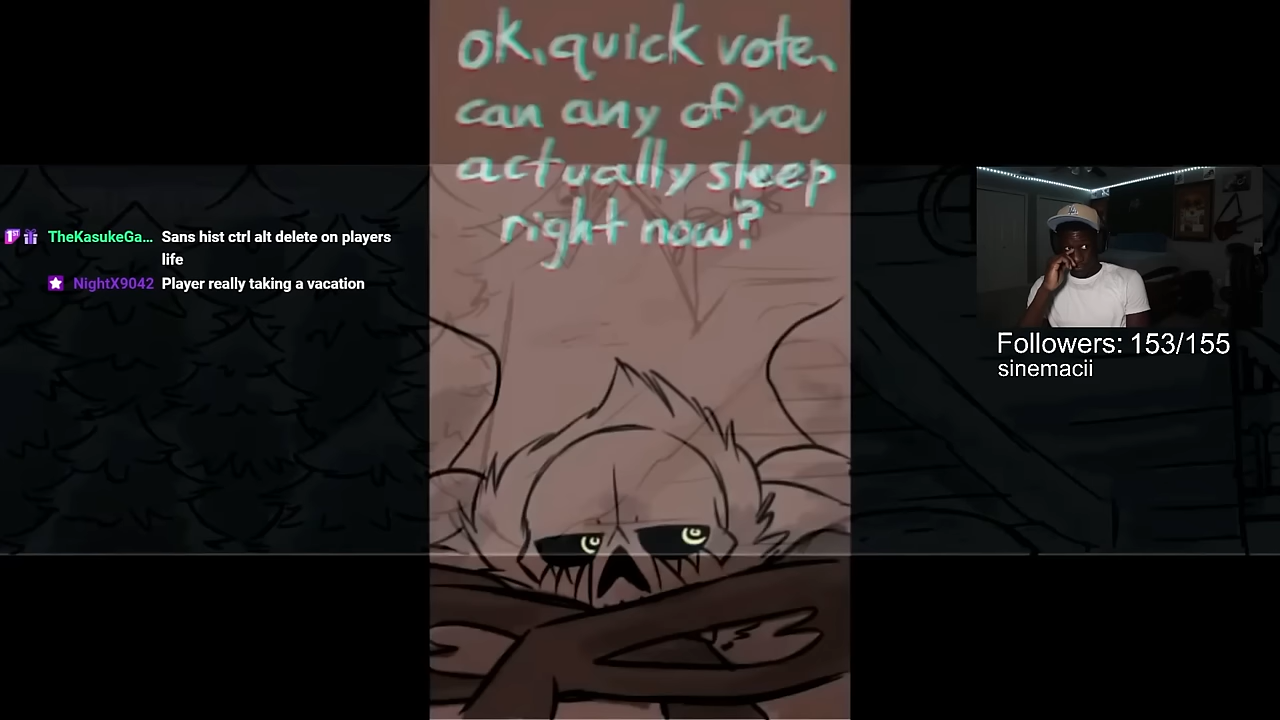 ok, quick vote,
can any of you
actually sleep
right now?
TheKasukeGa... Sans hist ctrl alt delete on players
life
NightX9042 Player really taking a vacation
Followers: 153/155
sinemacii